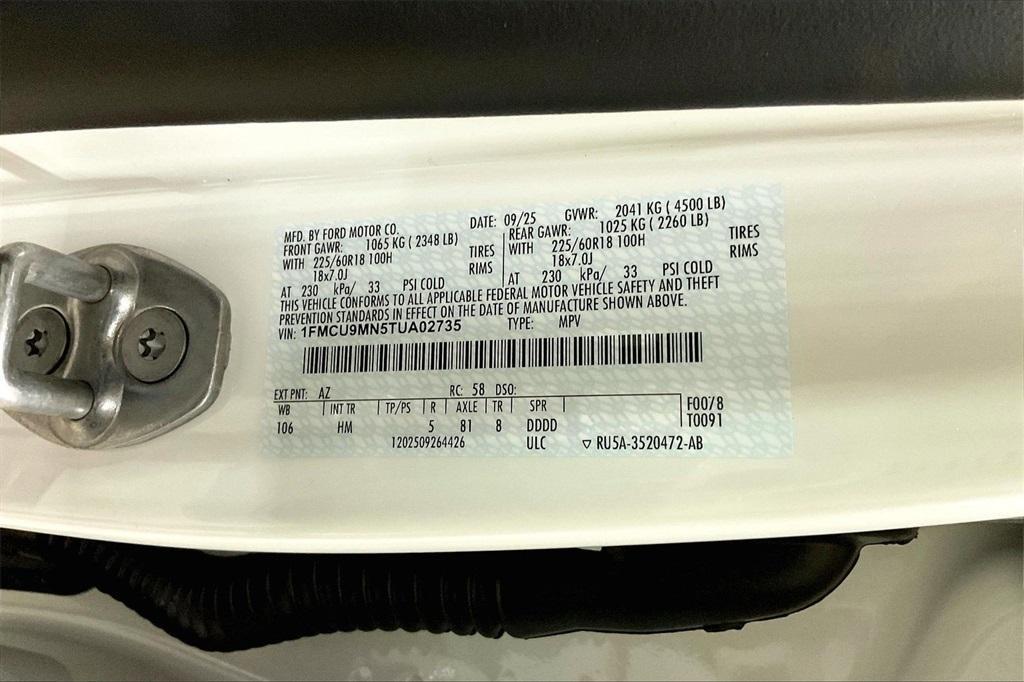 MFD. BY FORD MOTOR CO. DATE: 09/25 GVWR: 2041 KG ( 4500 LB)
FRONT GAWR: 1065 KG ( 2348 LB) REAR GAWR: 1025 KG ( 2260 LB)
WITH 225/60R18 100H TIRES WITH 225/60R18 100H TIRES
18x7.0J RIMS 18x7.0J RIMS
AT 230 kPa/ 33 PSI COLD AT 230 kPa/ 33 PSI COLD
THIS VEHICLE CONFORMS TO ALL APPLICABLE FEDERAL MOTOR VEHICLE SAFETY AND THEFT
PREVENTION STANDARDS IN EFFECT ON THE DATE OF MANUFACTURE SHOWN ABOVE.
VIN: 1FMCU9MN5TUA02735 TYPE: MPV
EXT PNT: AZ RC: 58 DSO:
WB INT TR TP/PS R AXLE TR SPR F0078
106 HM 5 81 8 DDDD T0091
1202509264426 ULC ▽ RU5A-3520472-AB